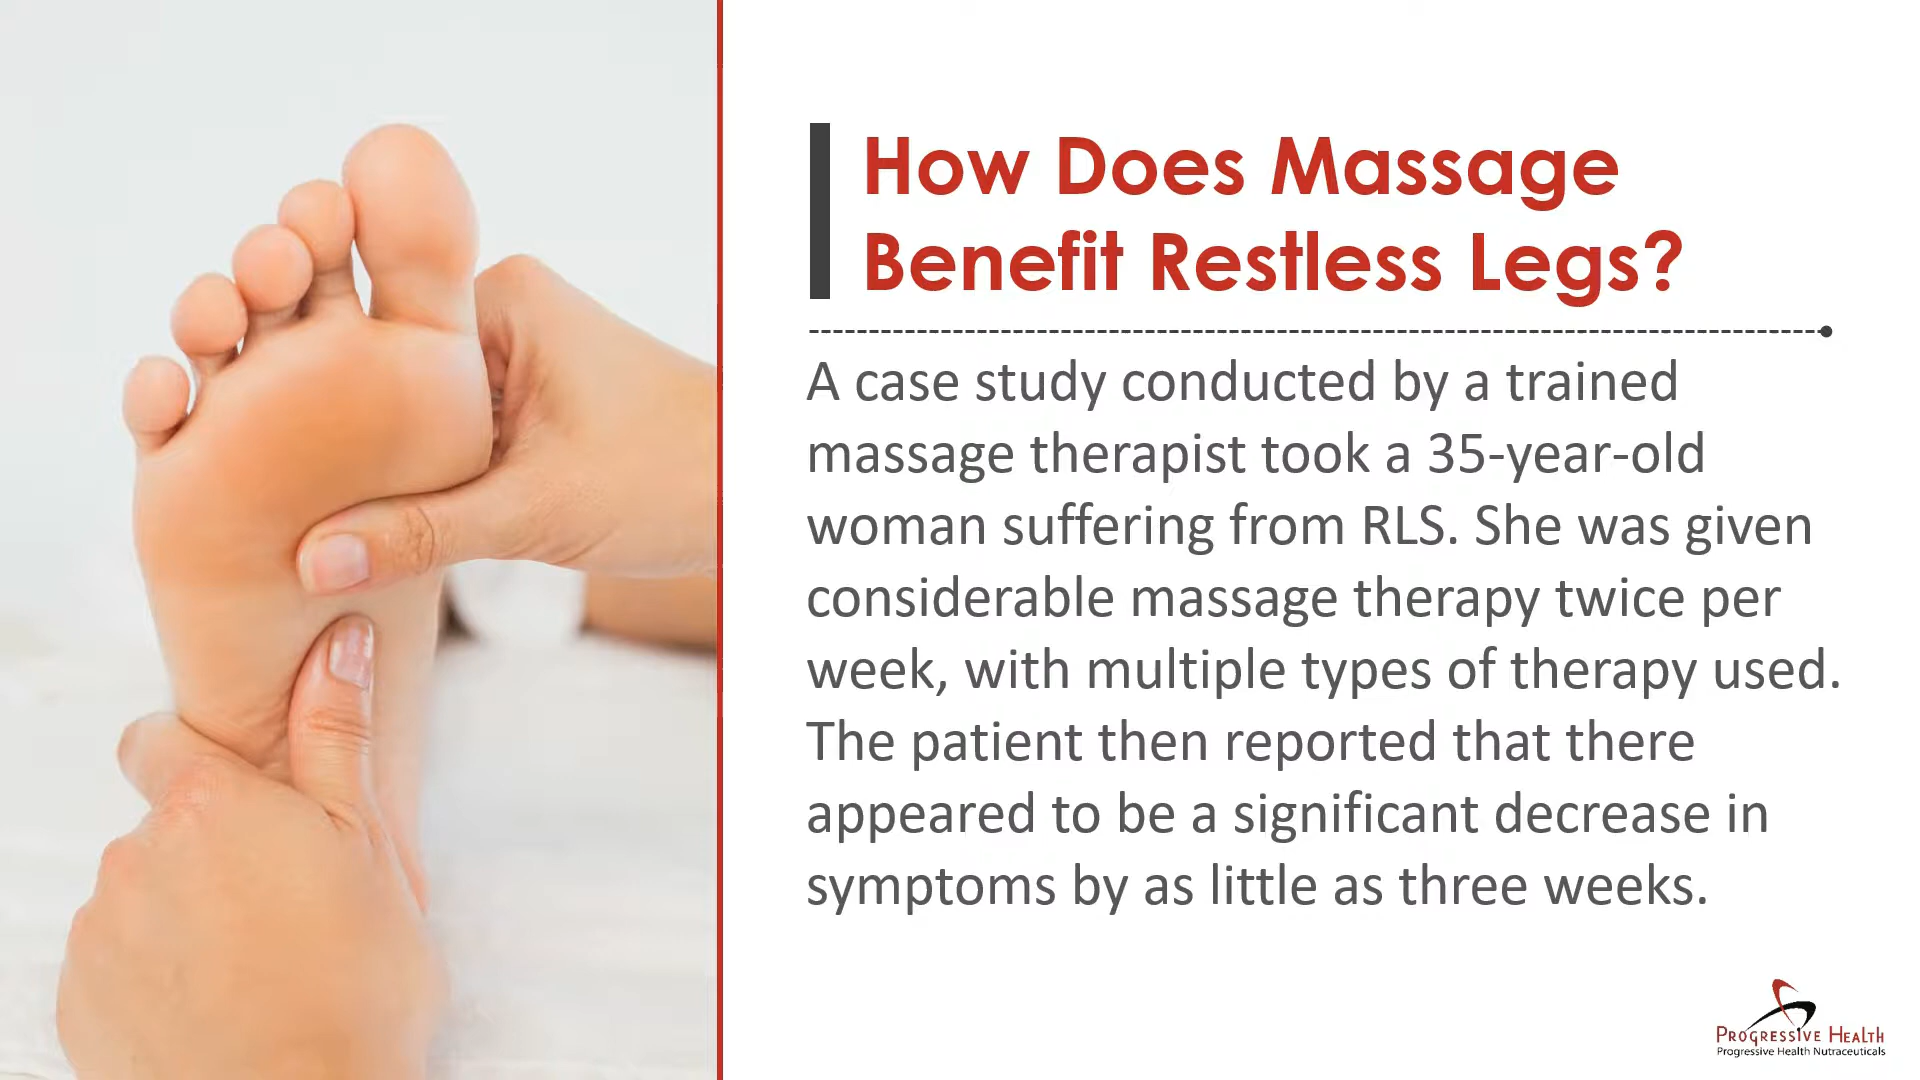 How Does Massage
Benefit Restless Legs?
A case study conducted by a trained
massage therapist took a 35-year-old
woman suffering from RLS. She was given
considerable massage therapy twice per
week, with multiple types of therapy used.
The patient then reported that there
appeared to be a significant decrease in
symptoms by as little as three weeks.
Progressive Health
Progressive Health Nutraceuticals